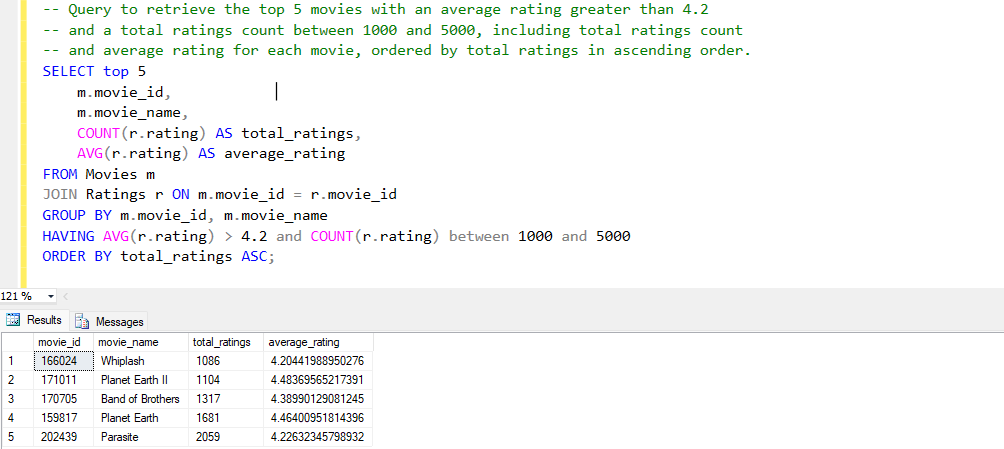 -- Query to retrieve the top 5 movies with an average rating greater than 4.2
-- and a total ratings count between 1000 and 5000, including total ratings count
-- and average rating for each movie, ordered by total ratings in ascending order.
SELECT top 5
m.movie_id,
m.movie_name,
COUNT(r.rating) AS total_ratings,
AVG(r.rating) AS average_rating
FROM Movies m
JOIN Ratings r ON m.movie_id = r.movie_id
GROUP BY m.movie_id, m.movie_name
HAVING AVG(r.rating) > 4.2 and COUNT(r.rating) between 1000 and 5000
ORDER BY total_ratings ASC;
121 %
Results Messages
movie_id movie_name total_ratings average_rating
1 166024 Whiplash 1086 4.20441988950276
2 171011 Planet Earth II 1104 4.48369565217391
3 170705 Band of Brothers 1317 4.38990129081245
4 159817 Planet Earth 1681 4.46400951814396
5 202439 Parasite 2059 4.22632345798932